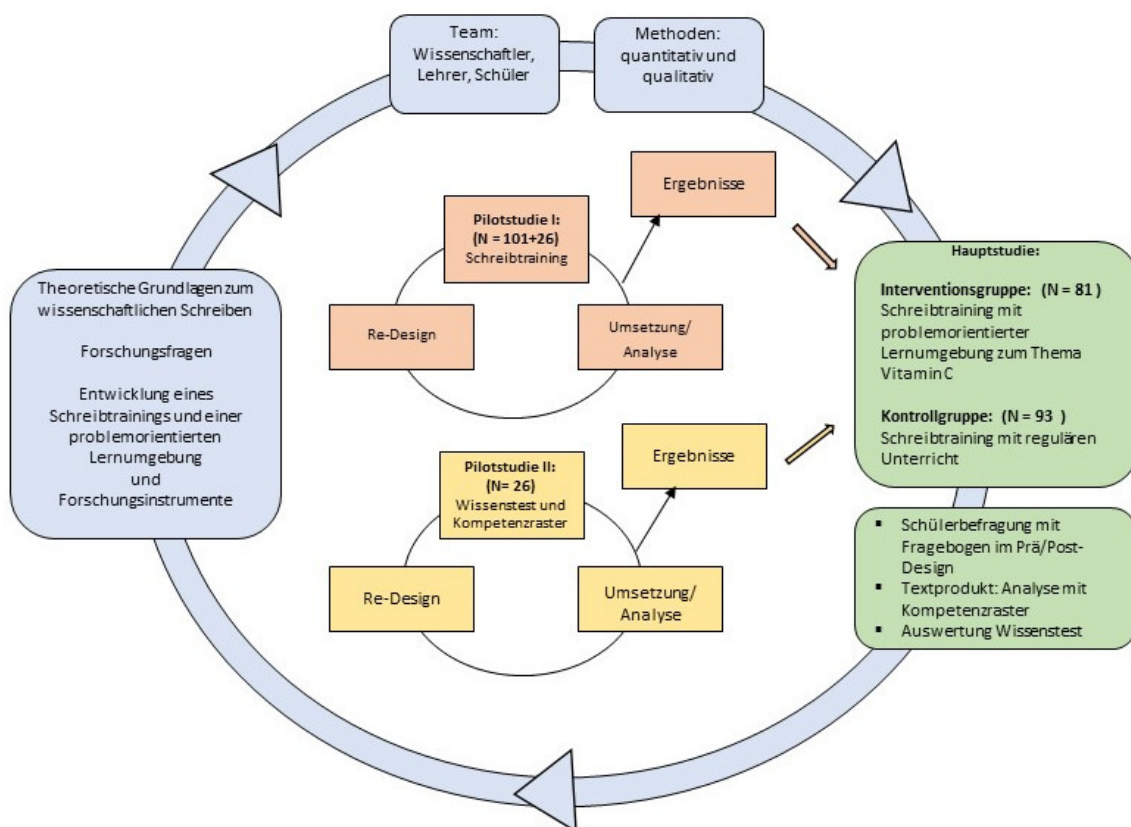 Team:
Wissenschaftler,
Lehrer, Schüler
Methoden:
quantitativ und
qualitativ
Theoretische Grundlagen zum
wissenschaftlichen Schreiben
Forschungsfragen
Entwicklung eines
Schreibtrainings und einer
problemorientierten
Lernumgebung
und
Forschungsinstrumente
Pilotstudie I:
(N = 101+26)
Schreibtraining
Re-Design
Umsetzung/
Analyse
Ergebnisse
Pilotstudie II:
(N= 26)
Wissenstest und
Kompetenzraster
Re-Design
Umsetzung/
Analyse
Ergebnisse
Hauptstudie:
Interventionsgruppe: (N = 81 )
Schreibtraining mit
problemorientierter
Lernumgebung zum Thema
Vitamin C
Kontrollgruppe: (N = 93 )
Schreibtraining mit regulären
Unterricht
▪ Schülerbefragung mit
Fragebogen im Prä/Post-
Design
▪ Textprodukt: Analyse mit
Kompetenzraster
▪ Auswertung Wissenstest